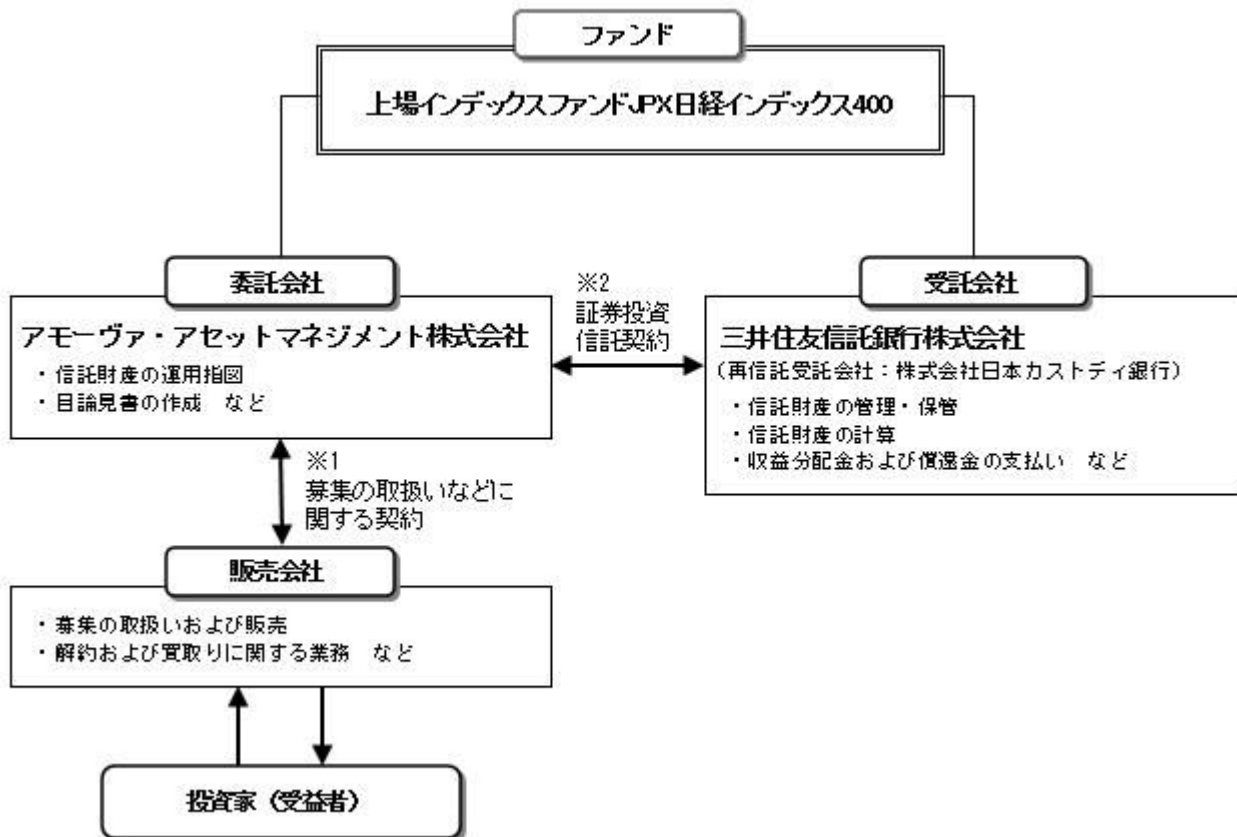 ファンド
上場インデックスファンドJPX日経インデックス400
委託会社
アモーヴァ・アセットマネジメント株式会社
・信託財産の運用指図
・目論見書の作成　など
※2
証券投資
信託契約
受託会社
三井住友信託銀行株式会社
（再信託受託会社：株式会社日本カストディ銀行）
・信託財産の管理・保管
・信託財産の計算
・収益分配金および償還金の支払い　など
※1
募集の取扱いなどに
関する契約
販売会社
・募集の取扱いおよび販売
・解約および買取りに関する業務　など
投資家（受益者）